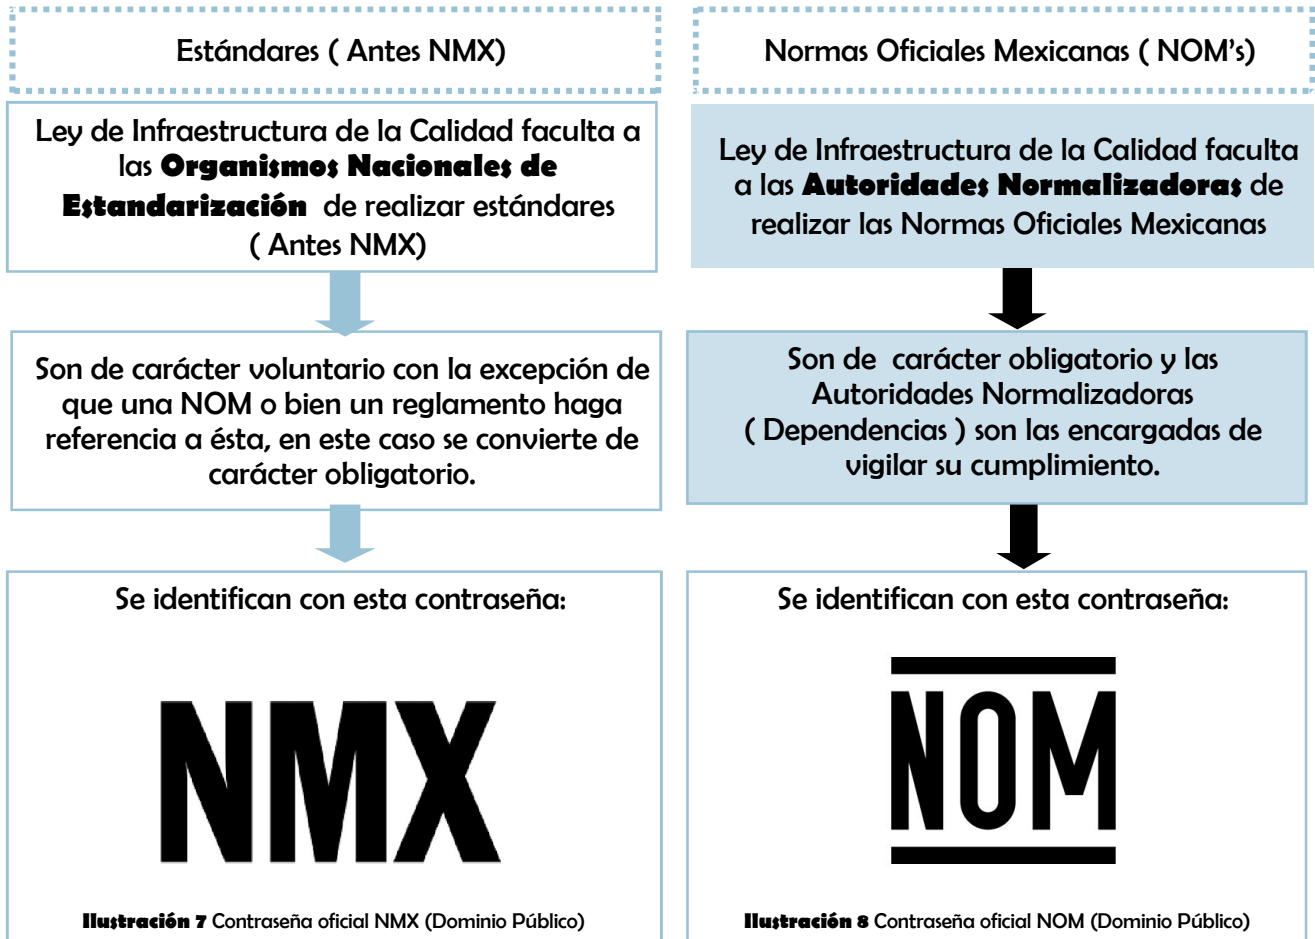 Estándares ( Antes NMX)
Ley de Infraestructura de la Calidad faculta a
las Organismos Nacionales de
Estandarización de realizar estándares
( Antes NMX)
Son de carácter voluntario con la excepción de
que una NOM o bien un reglamento haga
referencia a ésta, en este caso se convierte de
carácter obligatorio.
Se identifican con esta contraseña:
NMX
Ilustración 7 Contraseña oficial NMX (Dominio Público)
Normas Oficiales Mexicanas ( NOM’s)
Ley de Infraestructura de la Calidad faculta
a las Autoridades Normalizadoras de
realizar las Normas Oficiales Mexicanas
Son de carácter obligatorio y las
Autoridades Normalizadoras
( Dependencias ) son las encargadas de
vigilar su cumplimiento.
Se identifican con esta contraseña:
NOM
Ilustración 8 Contraseña oficial NOM (Dominio Público)